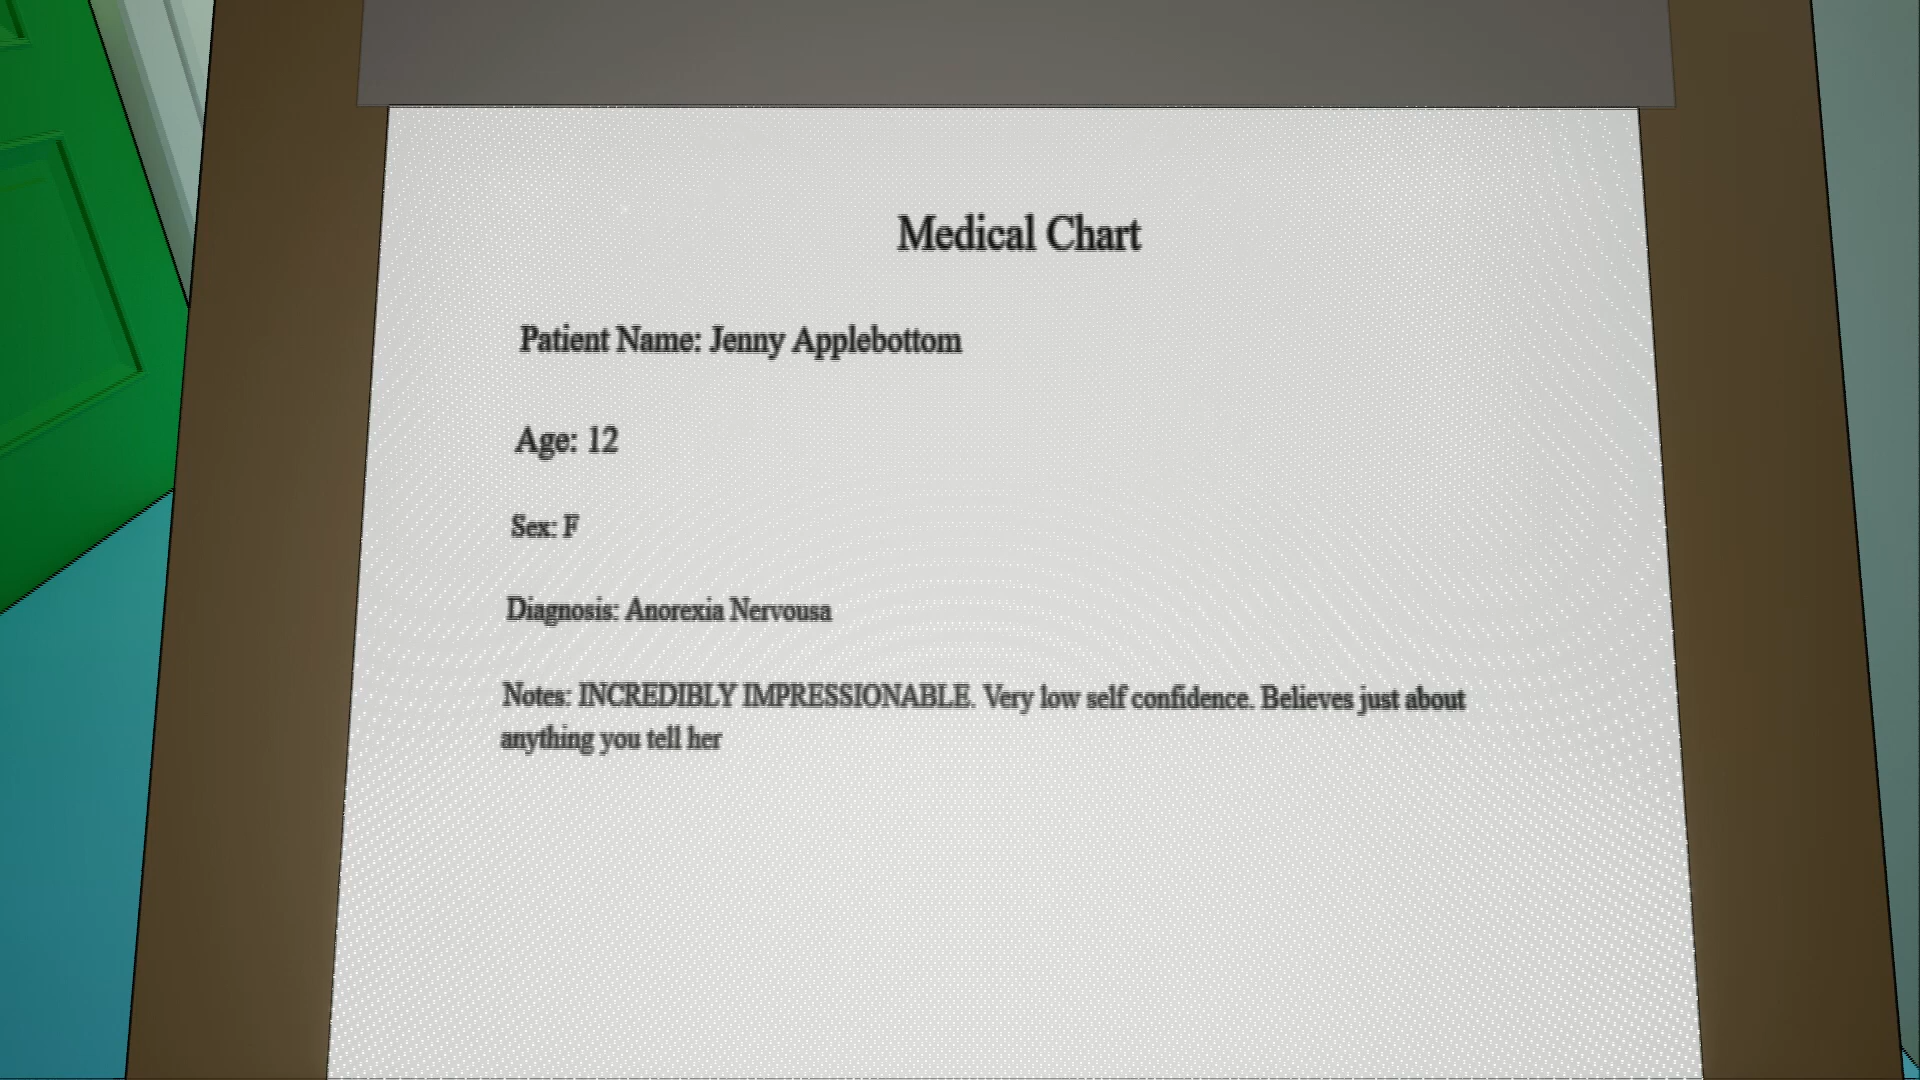 Medical Chart
Patient Name: Jenny Applebottom
Age: 12
Sex: F
Diagnosis: Anorexia Nervousa
Notes: INCREDIBLY IMPRESSIONABLE. Very low self confidence. Believes just about
anything you tell her